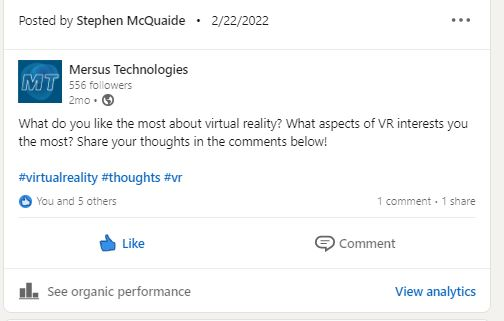 Posted by Stephen McQuaide • 2/22/2022
MT
Mersus Technologies
556 followers
2mo •
What do you like the most about virtual reality? What aspects of VR interests you
the most? Share your thoughts in the comments below!
#virtualreality #thoughts #vr
You and 5 others 1 comment • 1 share
Like Comment
See organic performance View analytics